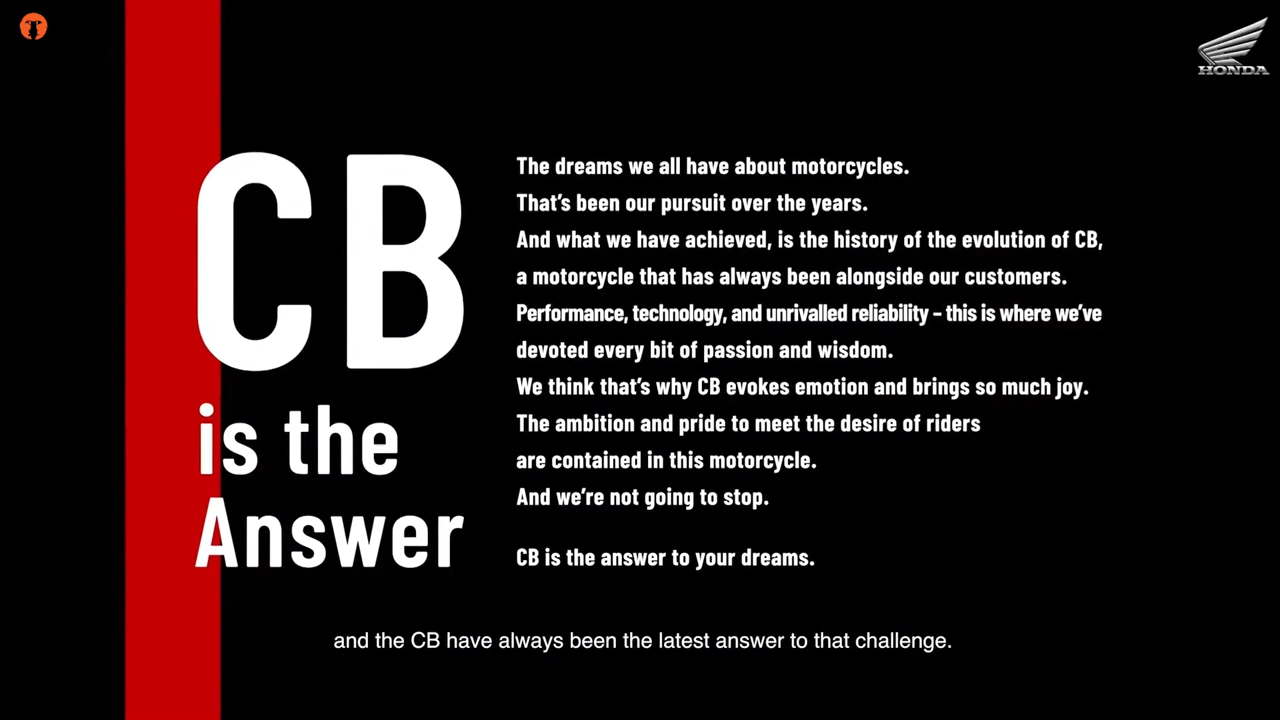 HONDA
CB
is the
Answer
The dreams we all have about motorcycles.
That's been our pursuit over the years.
And what we have achieved, is the history of the evolution of CB,
a motorcycle that has always been alongside our customers.
Performance, technology, and unrivalled reliability – this is where we've
devoted every bit of passion and wisdom.
We think that's why CB evokes emotion and brings so much joy.
The ambition and pride to meet the desire of riders
are contained in this motorcycle.
And we're not going to stop.
CB is the answer to your dreams.
and the CB have always been the latest answer to that challenge.